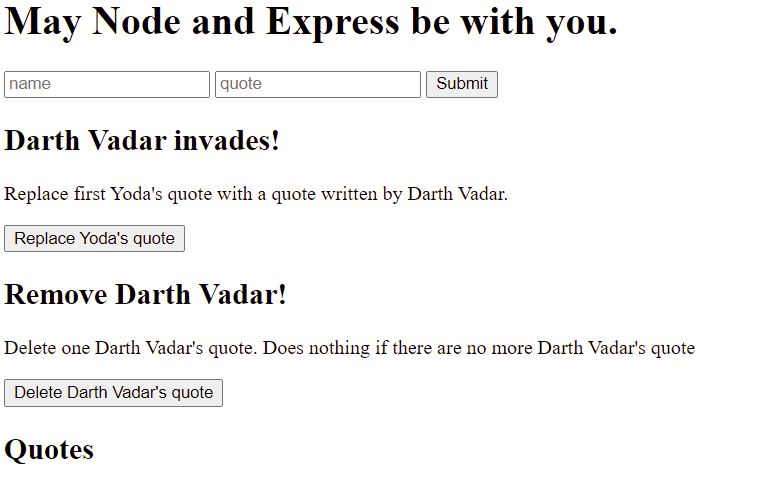 May Node and Express be with you.
name quote Submit
Darth Vadar invades!
Replace first Yoda's quote with a quote written by Darth Vadar.
Replace Yoda's quote
Remove Darth Vadar!
Delete one Darth Vadar's quote. Does nothing if there are no more Darth Vadar's quote
Delete Darth Vadar's quote
Quotes